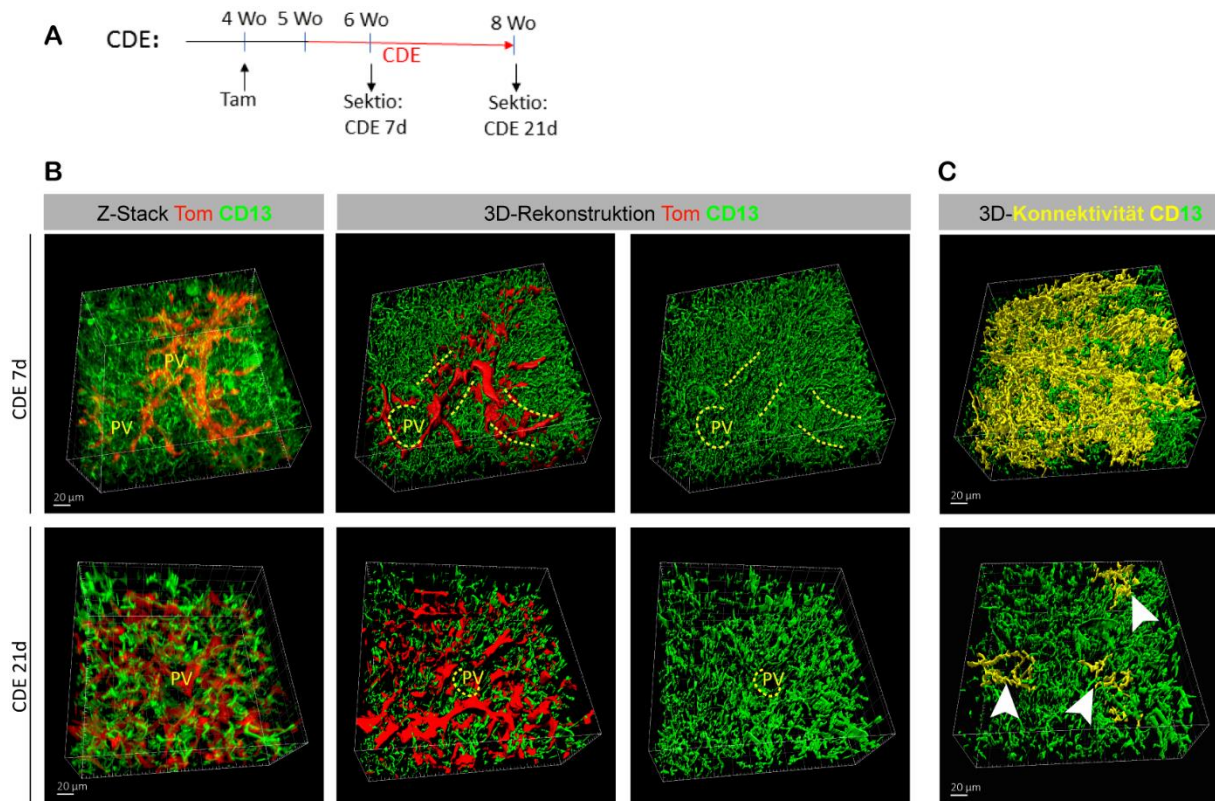 A
CDE:
4 Wo 5 Wo 6 Wo 8 Wo
CDE
Tam
Sektio:
CDE 7d
Sektio:
CDE 21d
B
C
Z-Stack Tom CD13
3D-Rekonstruktion Tom CD13
3D-Konnektivität CD13
CDE 7d
PV
PV
20 µm
PV
PV
20 µm
CDE 21d
PV
20 µm
PV
PV
20 µm